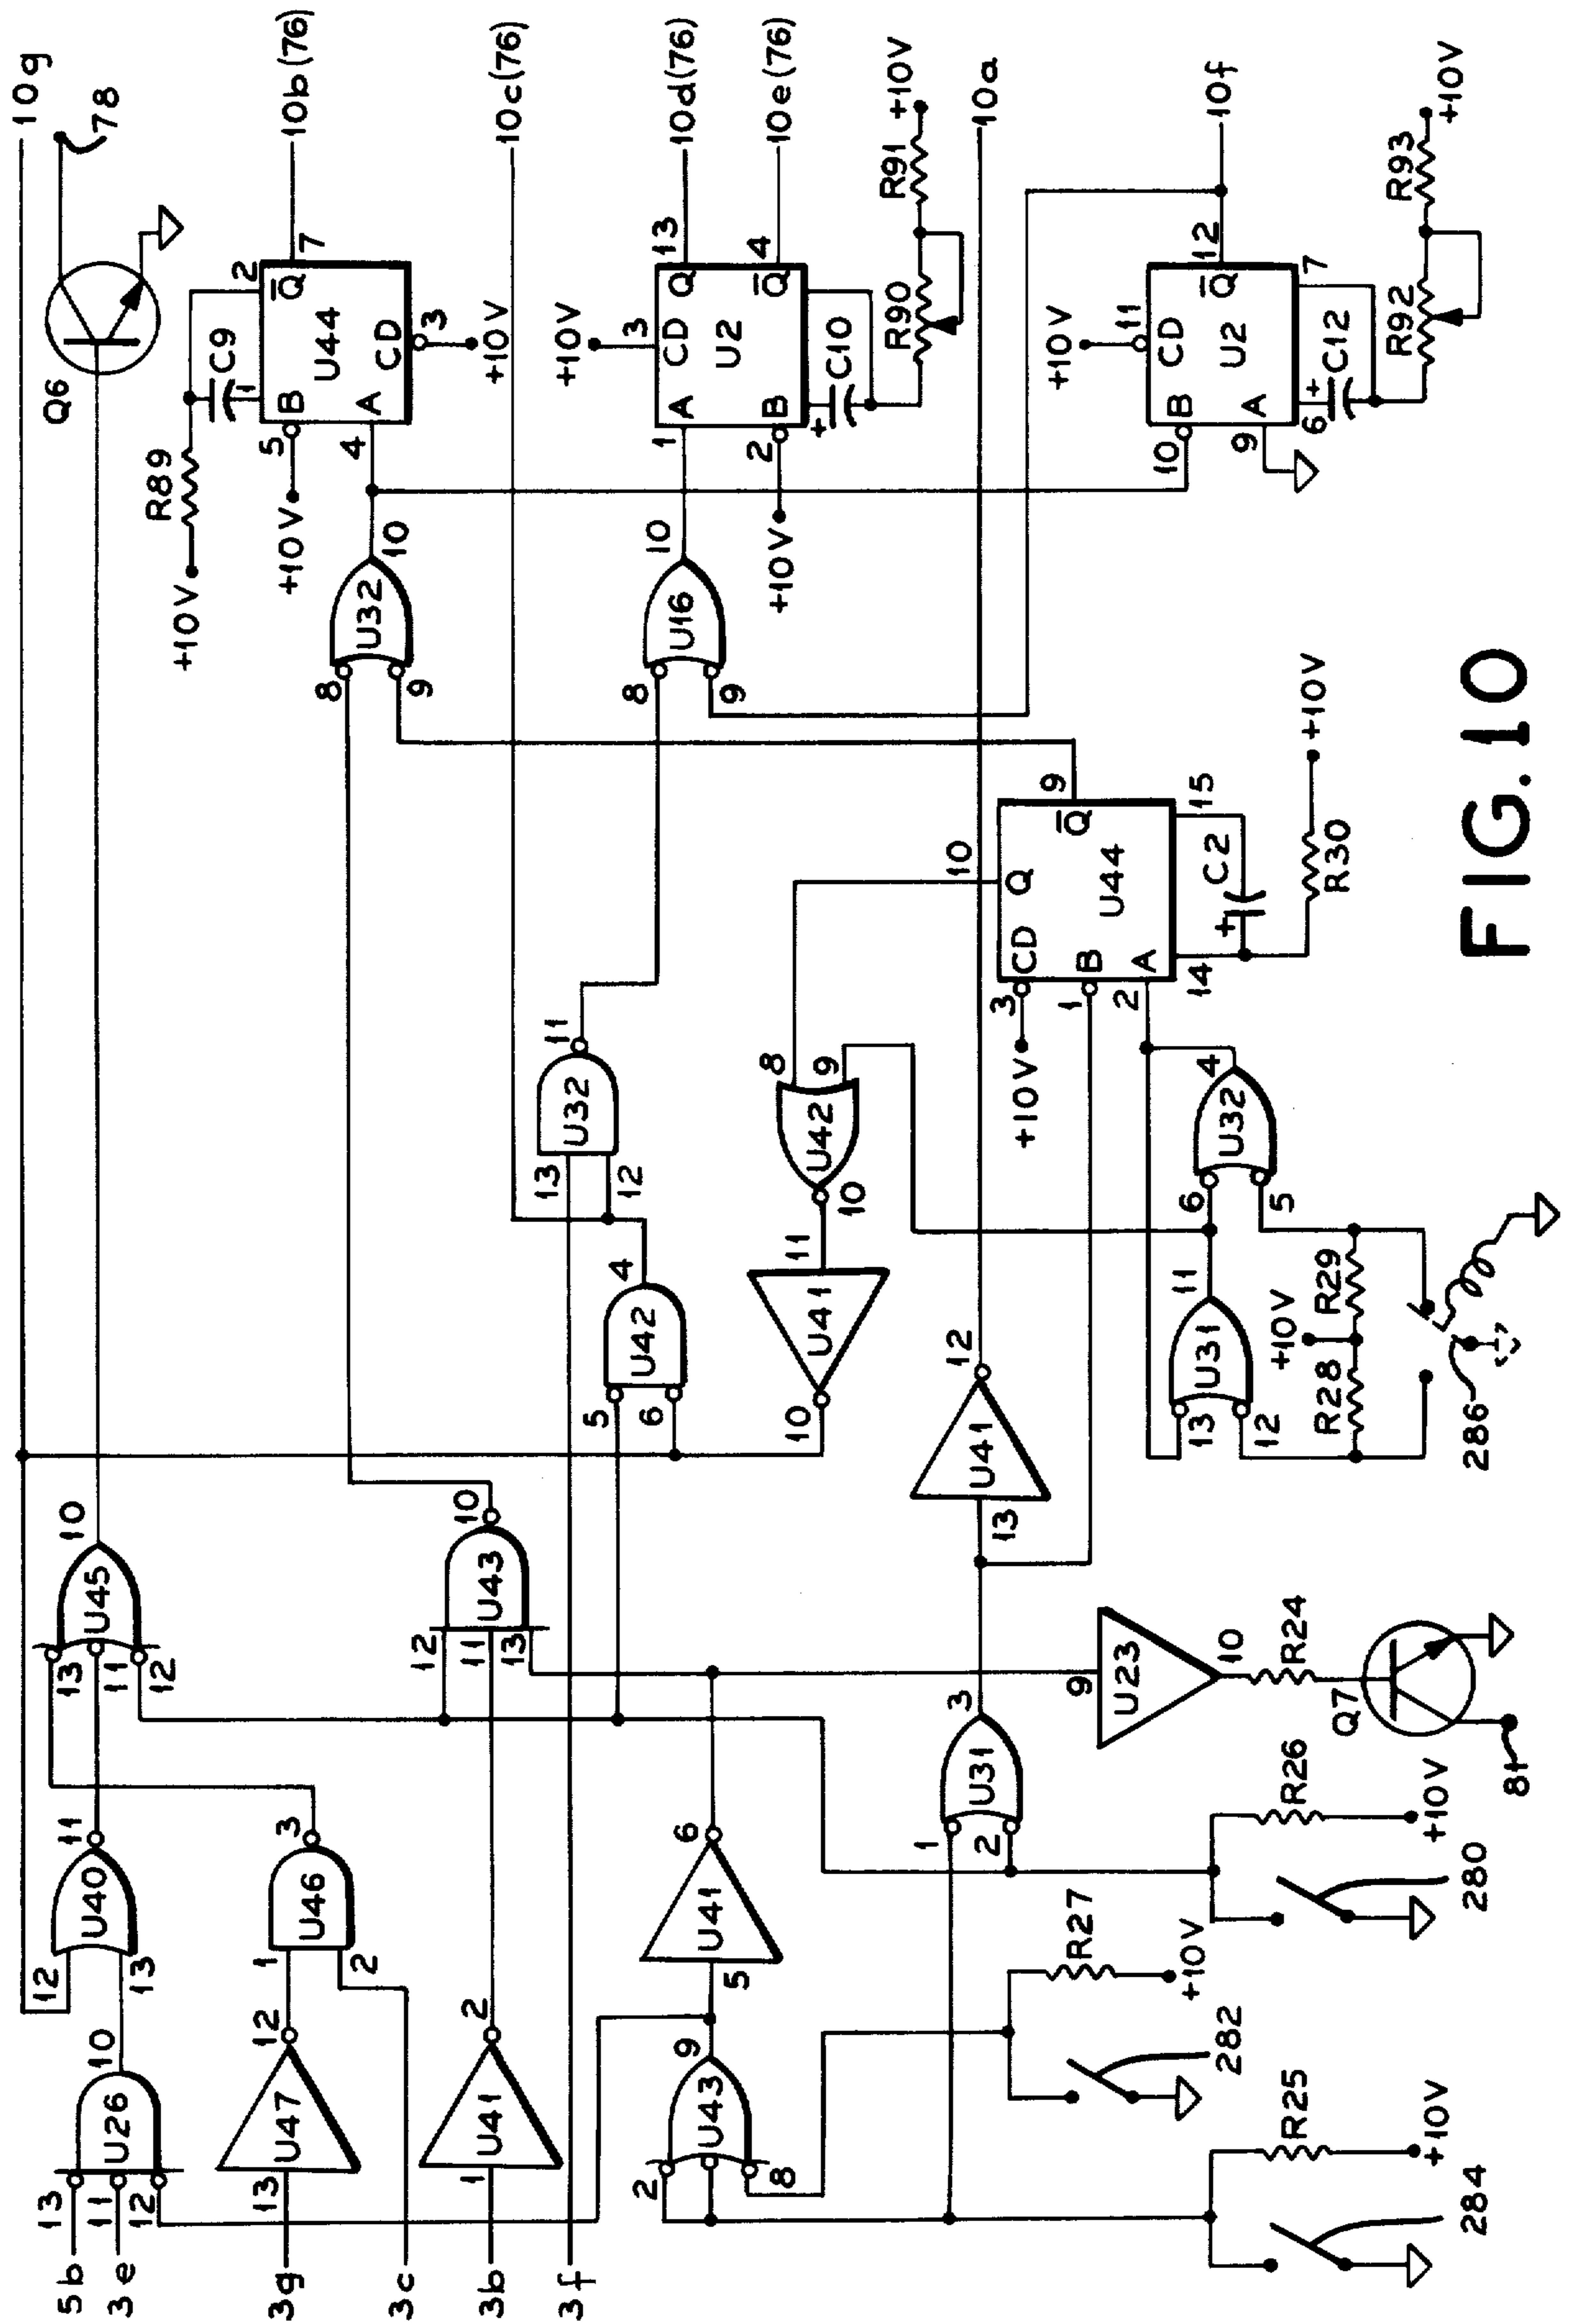 10g
78
Q6
10b(76)
2
7
Q̅
C9
1
U44
B
A
CD
3
+10V
5
4
+10V
R89
+10V
10c(76)
10
U32
8
9
10d(76)
10e(76)
13
4
Q
Q̅
+10V
3
CD
U2
A
B
1
2
+10V
+
C10
R90
R91
+10V
10
U16
8
9
10a
10f
12
7
Q̅
+10V
11
CD
U2
B
A
10
9
6
+
C12
R92
R93
+10V
5b
3e
13
11
12
U26
10
12
13
U40
11
13
11
12
U45
10
3g
13
U47
12
3c
1
2
U46
3
3b
1
U41
2
12
11
13
U43
10
3f
13
12
U32
11
5
6
U42
4
2
8
U43
9
5
U41
6
10
U41
11
10
U42
8
9
1
2
U31
3
13
U41
12
+10V
3
CD
1
B
2
A
Q
10
Q̅
9
U44
14
15
+
C2
R30
+10V
9
U23
10
R24
Q7
81
13
12
U31
11
6
5
U32
4
R28
+10V
R29
286
R27
+10V
282
R26
+10V
280
R25
+10V
284
FIG.10